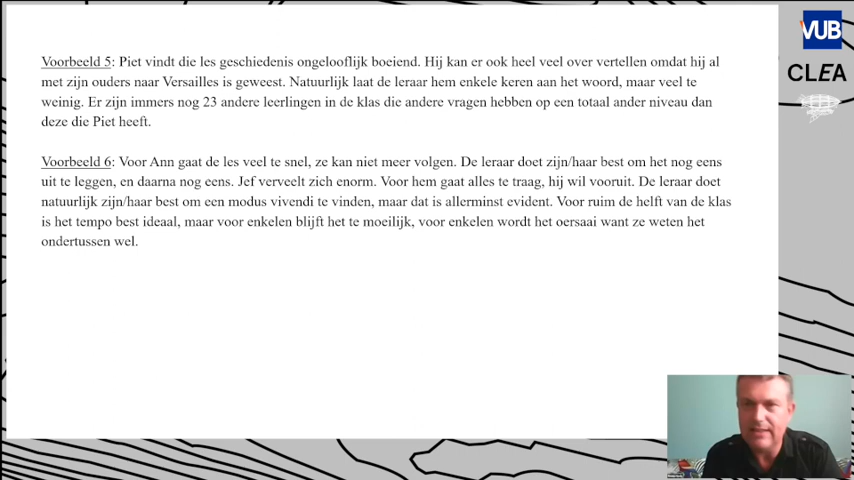 VUB
CLEA
Voorbeeld 5: Piet vindt die les geschiedenis ongelooflijk boeiend. Hij kan er ook heel veel over vertellen omdat hij al
met zijn ouders naar Versailles is geweest. Natuurlijk laat de leraar hem enkele keren aan het woord, maar veel te
weinig. Er zijn immers nog 23 andere leerlingen in de klas die andere vragen hebben op een totaal ander niveau dan
deze die Piet heeft.
Voorbeeld 6: Voor Ann gaat de les veel te snel, ze kan niet meer volgen. De leraar doet zijn/haar best om het nog eens
uit te leggen, en daarna nog eens. Jef verveelt zich enorm. Voor hem gaat alles te traag, hij wil vooruit. De leraar doet
natuurlijk zijn/haar best om een modus vivendi te vinden, maar dat is allerminst evident. Voor ruim de helft van de klas
is het tempo best ideaal, maar voor enkelen blijft het te moeilijk, voor enkelen wordt het oersaai want ze weten het
ondertussen wel.